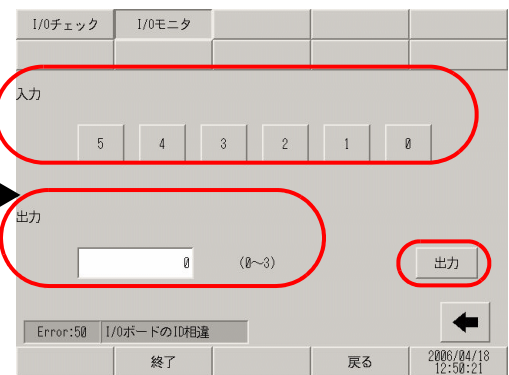 I/Oチェック I/Oモニタ
入力
5 4 3 2 1 0
出力
0 (0～3) 出力
Error:50 I/OボードのID相違
終了 戻る 2006/04/18
12:50:21